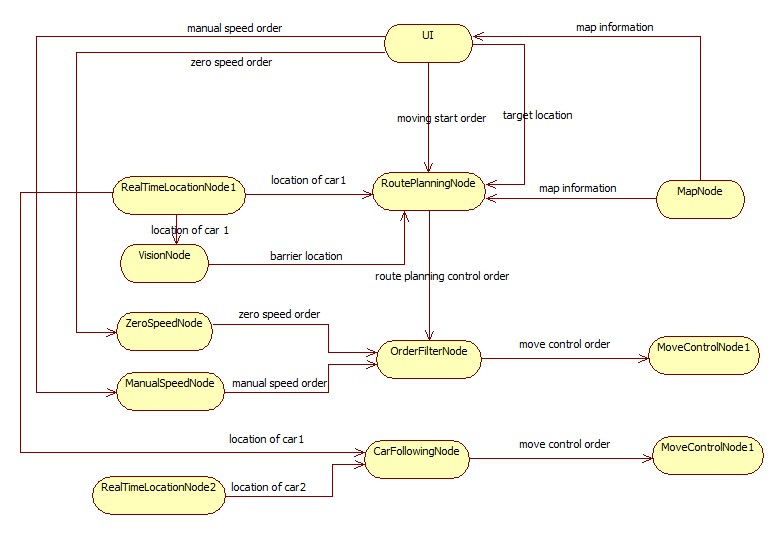 manual speed order
UI
map information
zero speed order
moving start order
target location
RealTimeLocationNode1
location of car1
RoutePlanningNode
map information
MapNode
location of car 1
VisionNode
barrier location
route planning control order
ZeroSpeedNode
zero speed order
OrderFilterNode
move control order
MoveControlNode1
ManualSpeedNode
manual speed order
location of car1
CarFollowingNode
move control order
MoveControlNode1
RealTimeLocationNode2
location of car2